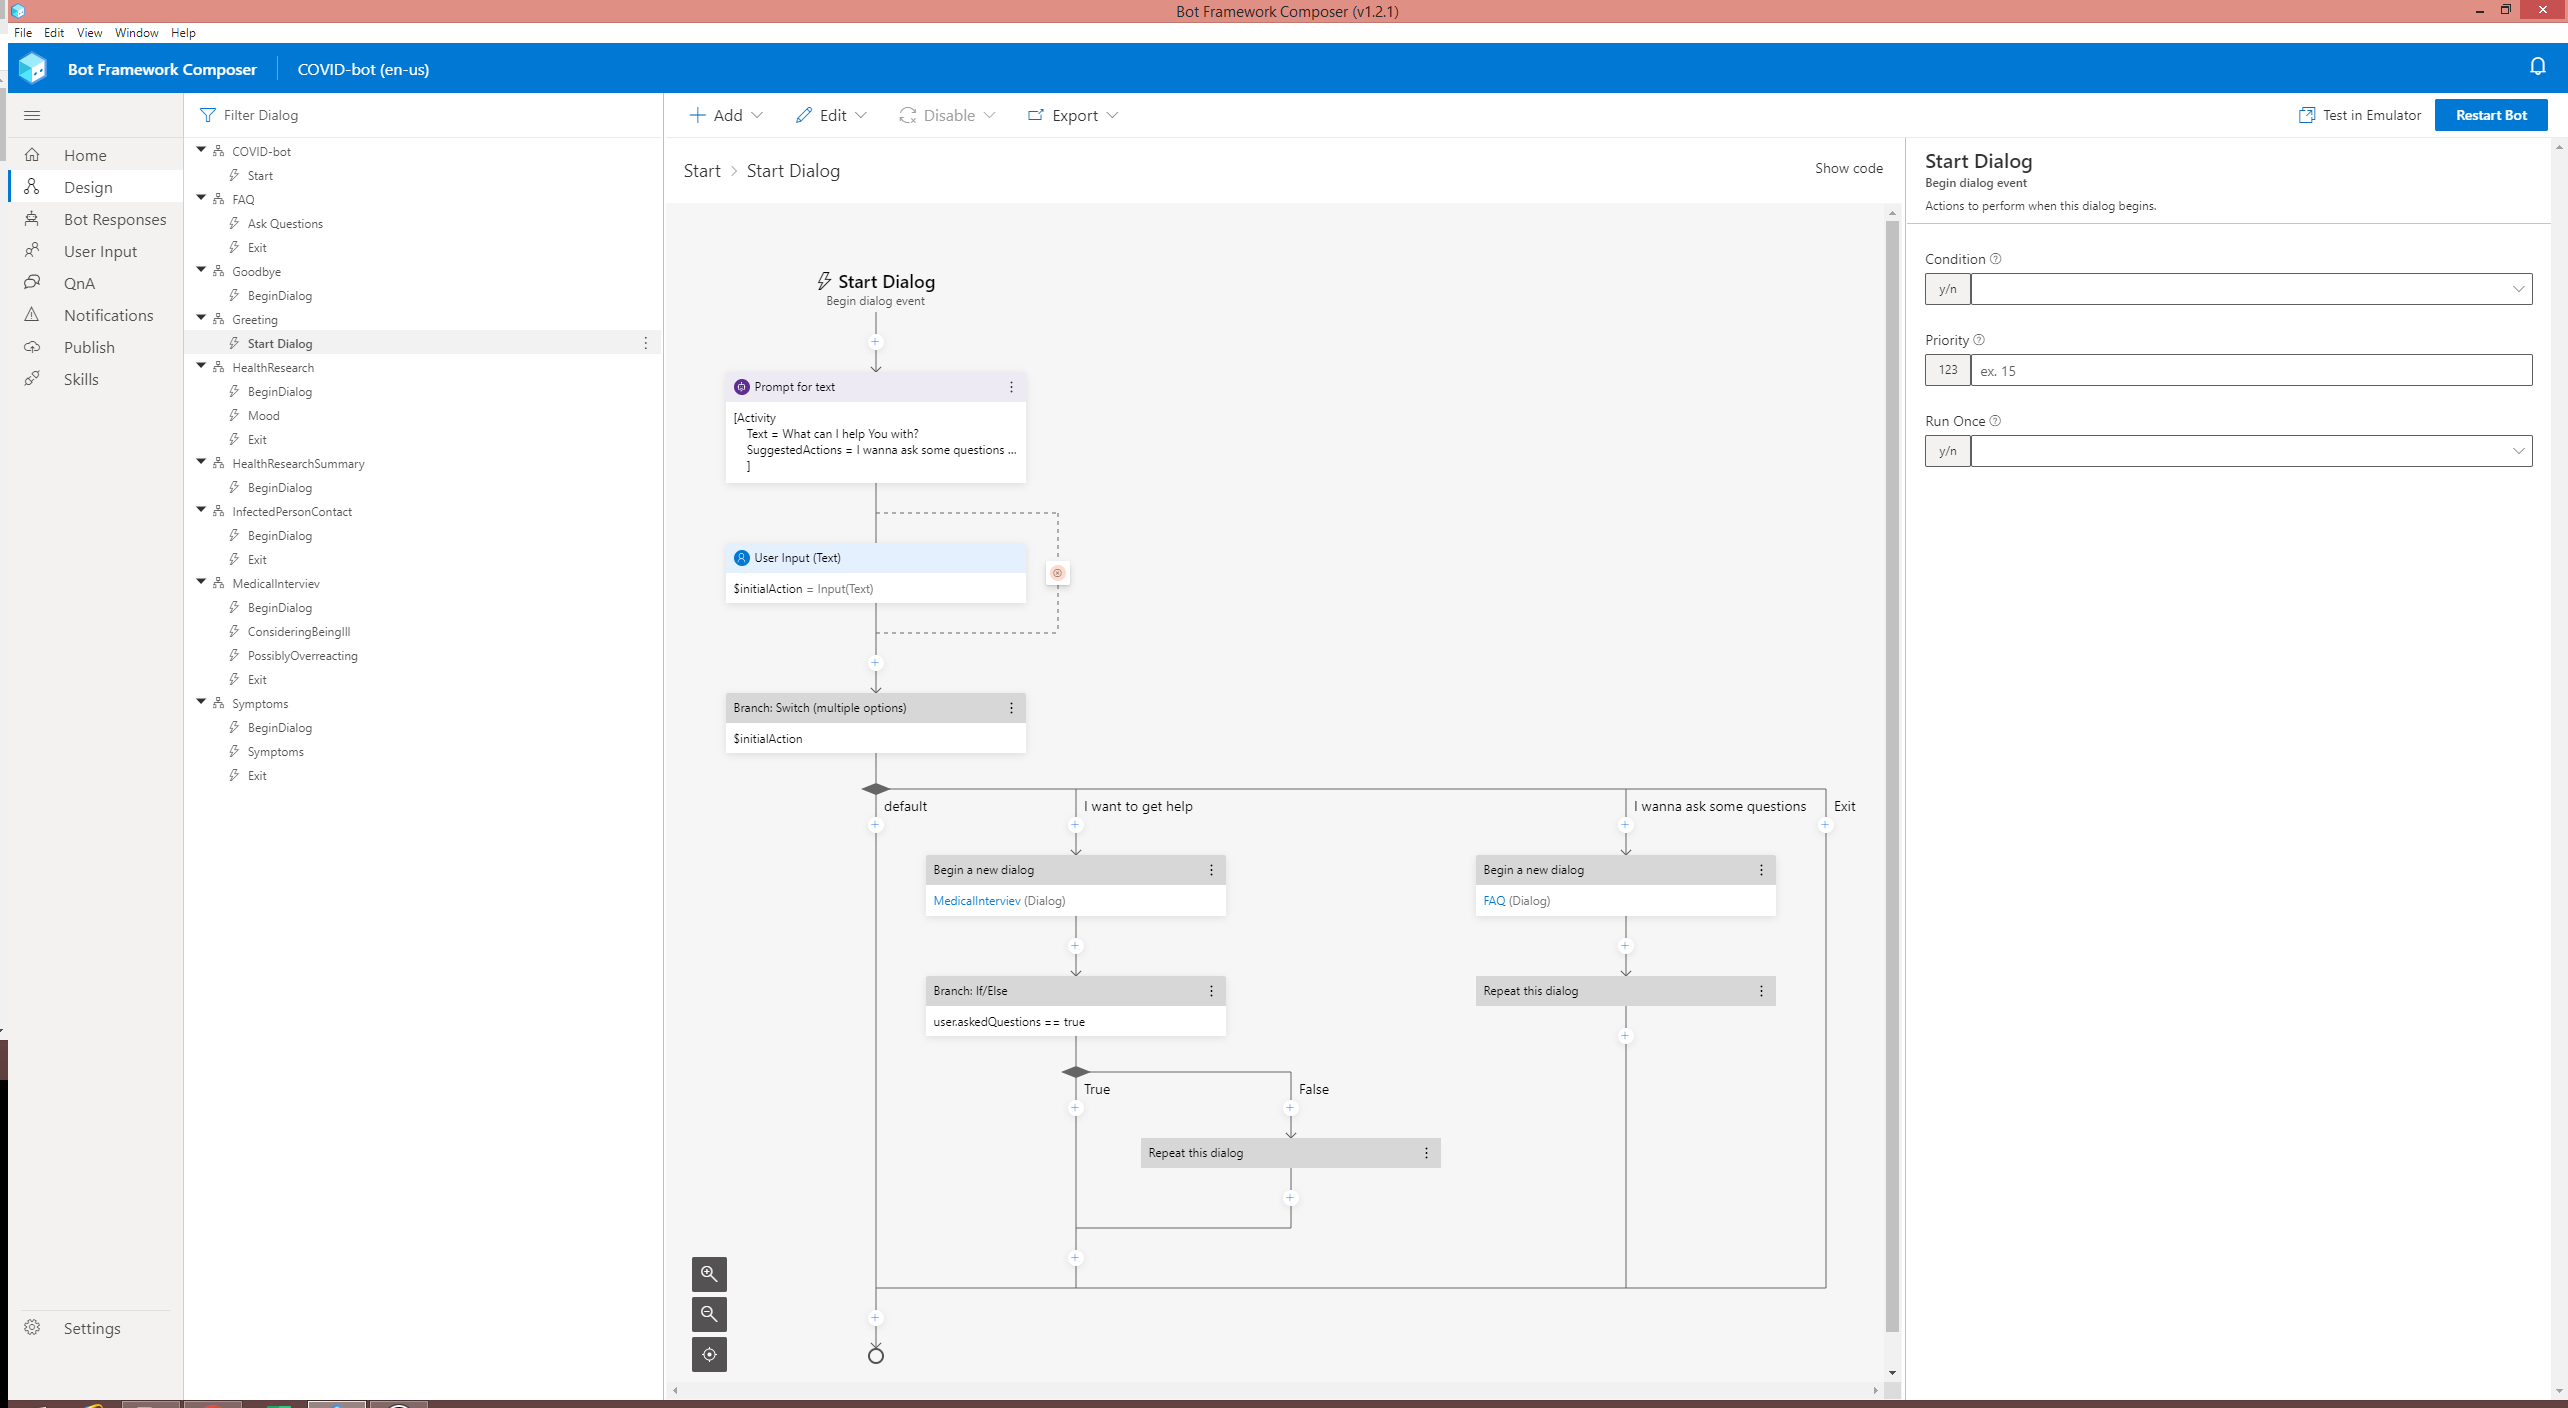 Bot Framework Composer (v1.2.1)
File Edit View Window Help
Bot Framework Composer COVID-bot (en-us)
Filter Dialog
Add Edit Disable Export Test in Emulator Restart Bot
Home
Design
Bot Responses
User Input
QnA
Notifications
Publish
Skills
Settings
COVID-bot
Start
FAQ
Ask Questions
Exit
Goodbye
BeginDialog
Greeting
Start Dialog
HealthResearch
BeginDialog
Mood
Exit
HealthResearchSummary
BeginDialog
InfectedPersonContact
BeginDialog
Exit
MedicalInterviev
BeginDialog
ConsideringBeingIll
PossiblyOverreacting
Exit
Symptoms
BeginDialog
Symptoms
Exit
Start > Start Dialog
Show code
Start Dialog
Begin dialog event
Prompt for text
[Activity
Text = What can I help You with?
SuggestedActions = I wanna ask some questions ...
]
User Input (Text)
$initialAction = Input(Text)
Branch: Switch (multiple options)
$initialAction
default I want to get help I wanna ask some questions Exit
Begin a new dialog
MedicalInterviev (Dialog)
Begin a new dialog
FAQ (Dialog)
Branch: If/Else
user.askedQuestions == true
Repeat this dialog
True False
Repeat this dialog
Start Dialog
Begin dialog event
Actions to perform when this dialog begins.
Condition
y/n
Priority
123 ex. 15
Run Once
y/n